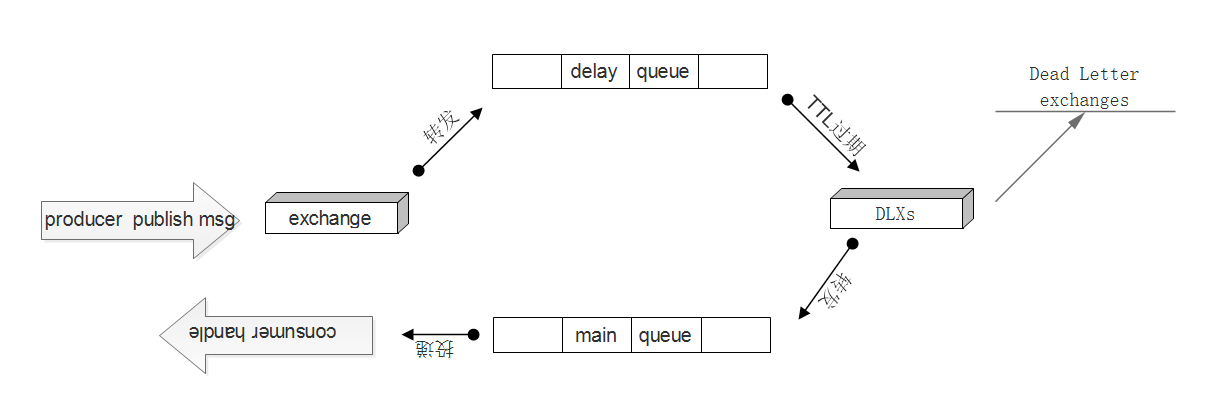 delay queue
Dead Letter
exchanges
转发
TTL过期
producer publish msg
exchange
DLXs
转发
consumer handle
投递
main queue